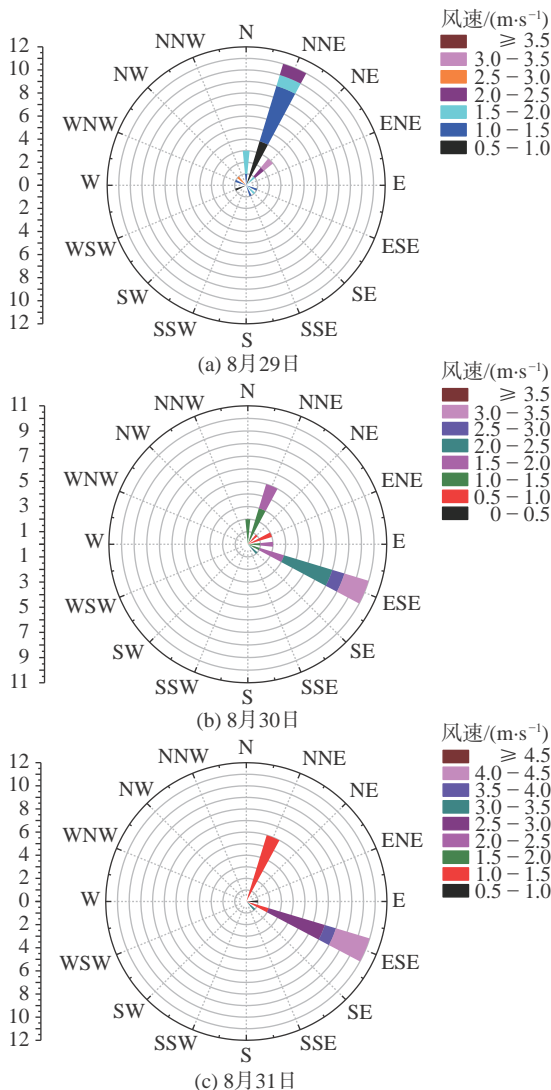 风速/(m·s⁻¹)
≥ 3.5
3.0－3.5
2.5－3.0
2.0－2.5
1.5－2.0
1.0－1.5
0.5－1.0
12
10
8
6
4
2
0
2
4
6
8
10
12
N
NNE
NE
ENE
E
ESE
SE
SSE
S
SSW
SW
WSW
W
WNW
NW
NNW
(a) 8月29日
风速/(m·s⁻¹)
≥ 3.5
3.0－3.5
2.5－3.0
2.0－2.5
1.5－2.0
1.0－1.5
0.5－1.0
0－0.5
11
9
7
5
3
1
1
3
5
7
9
11
N
NNE
NE
ENE
E
ESE
SE
SSE
S
SSW
SW
WSW
W
WNW
NW
NNW
(b) 8月30日
风速/(m·s⁻¹)
≥ 4.5
4.0－4.5
3.5－4.0
3.0－3.5
2.5－3.0
2.0－2.5
1.5－2.0
1.0－1.5
0.5－1.0
12
10
8
6
4
2
0
2
4
6
8
10
12
N
NNE
NE
ENE
E
ESE
SE
SSE
S
SSW
SW
WSW
W
WNW
NW
NNW
(c) 8月31日